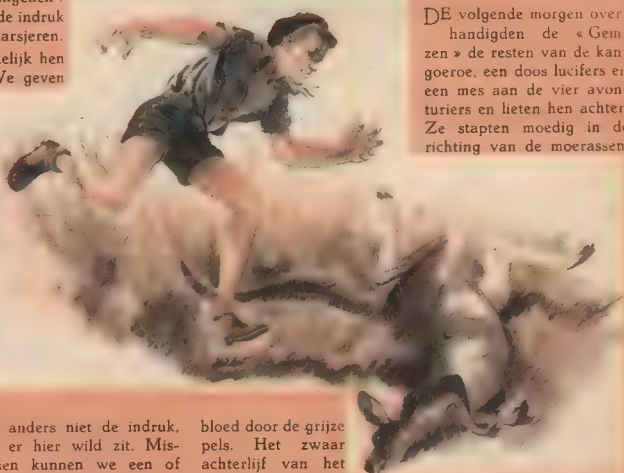 de indruk
arsjeren.
elijk hen
We geven
DE volgende morgen over
handigden de « Gem
zen » de resten van de kan
goeroe, een doos lucifers en
een mes aan de vier avon
turiers en lieten hen achter
Ze stapten moedig in de
richting van de moerassen
anders niet de indruk,
er hier wild zit. Mis-
en kunnen we een of
bloed door de grijze
pels. Het zwaar
achterlijf van het